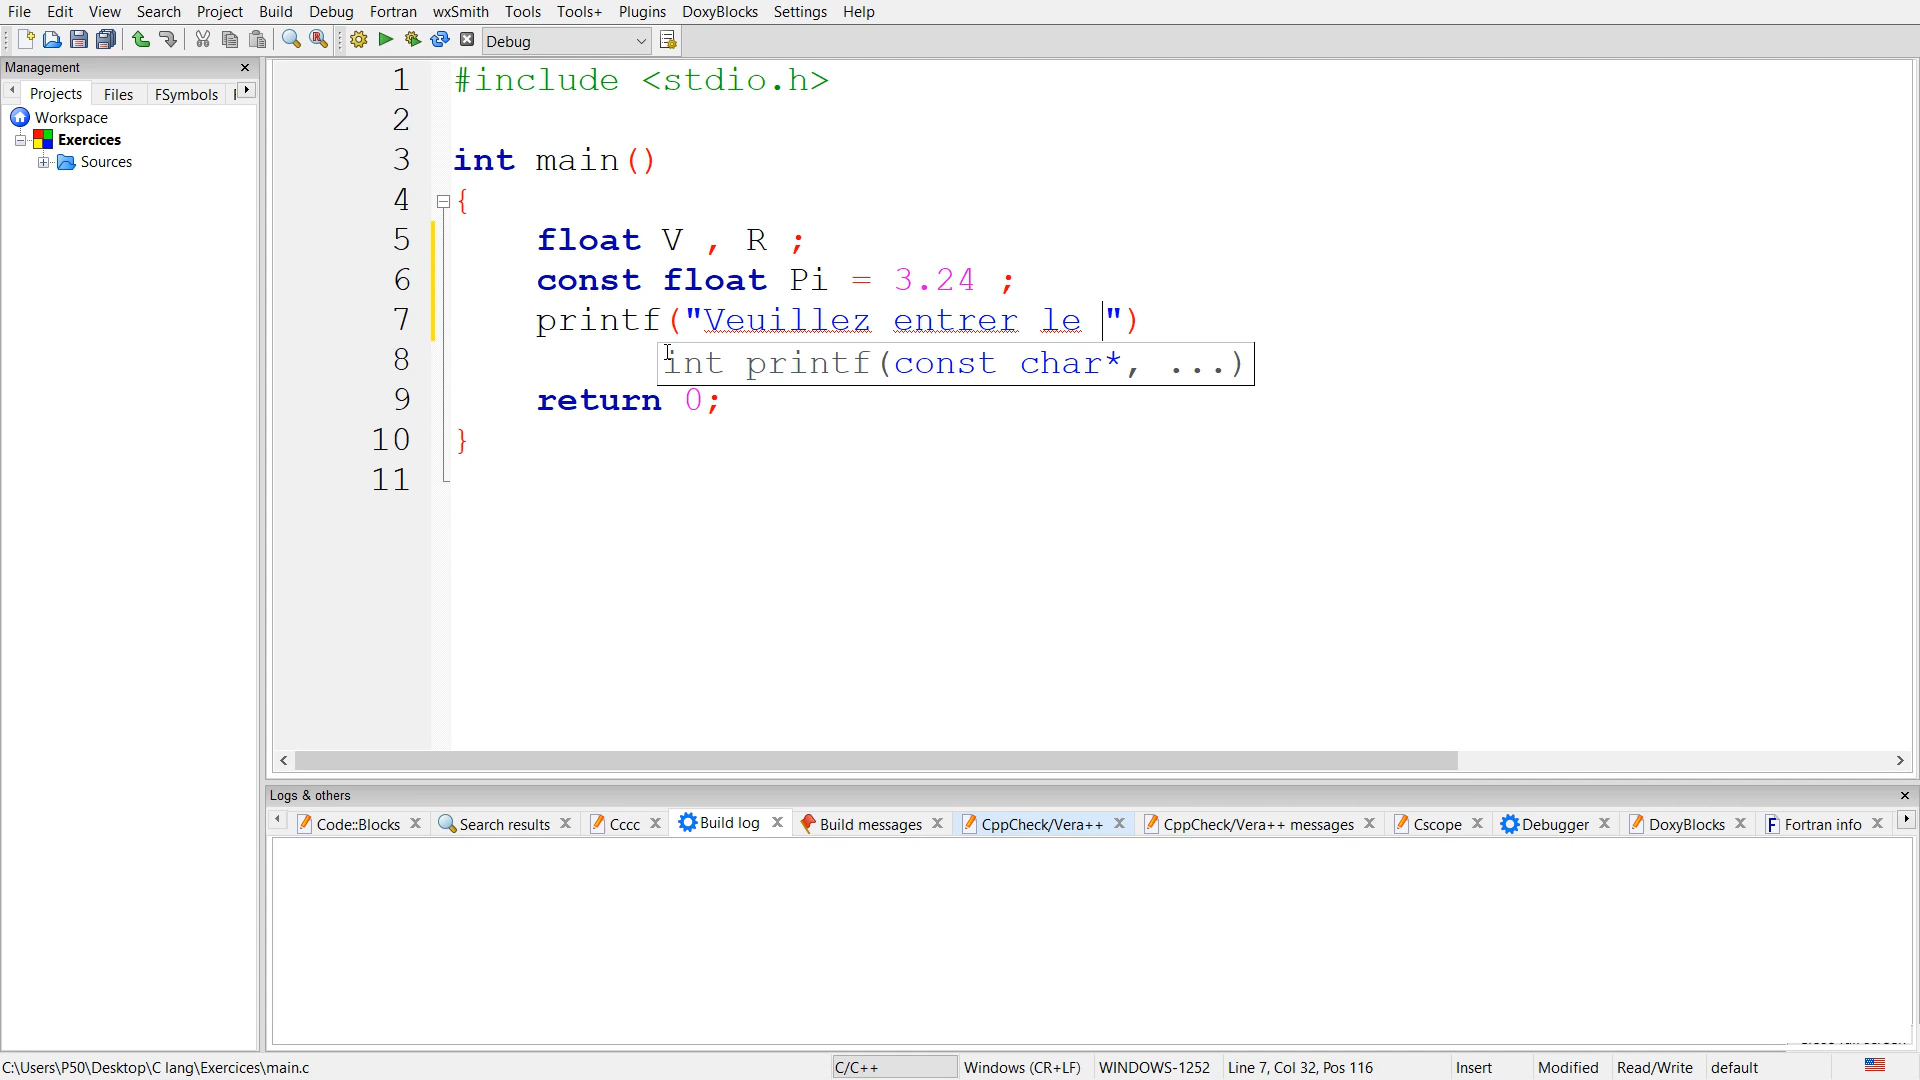 File Edit View Search Project Build Debug Fortran wxSmith Tools Tools+ Plugins DoxyBlocks Settings Help
Debug
Management
Projects Files FSymbols
Workspace
Exercices
Sources
1 #include <stdio.h>
2
3 int main()
4 {
5 float V , R ;
6 const float Pi = 3.24 ;
7 printf("Veuillez entrer le ")
8 int printf(const char*, ...)
9 return 0;
10 }
11
Logs & others
Code::Blocks Search results Cccc Build log Build messages CppCheck/Vera++ CppCheck/Vera++ messages Cscope Debugger DoxyBlocks Fortran info
C:\Users\P50\Desktop\C lang\Exercices\main.c C/C++ Windows (CR+LF) WINDOWS-1252 Line 7, Col 32, Pos 116 Insert Modified Read/Write default